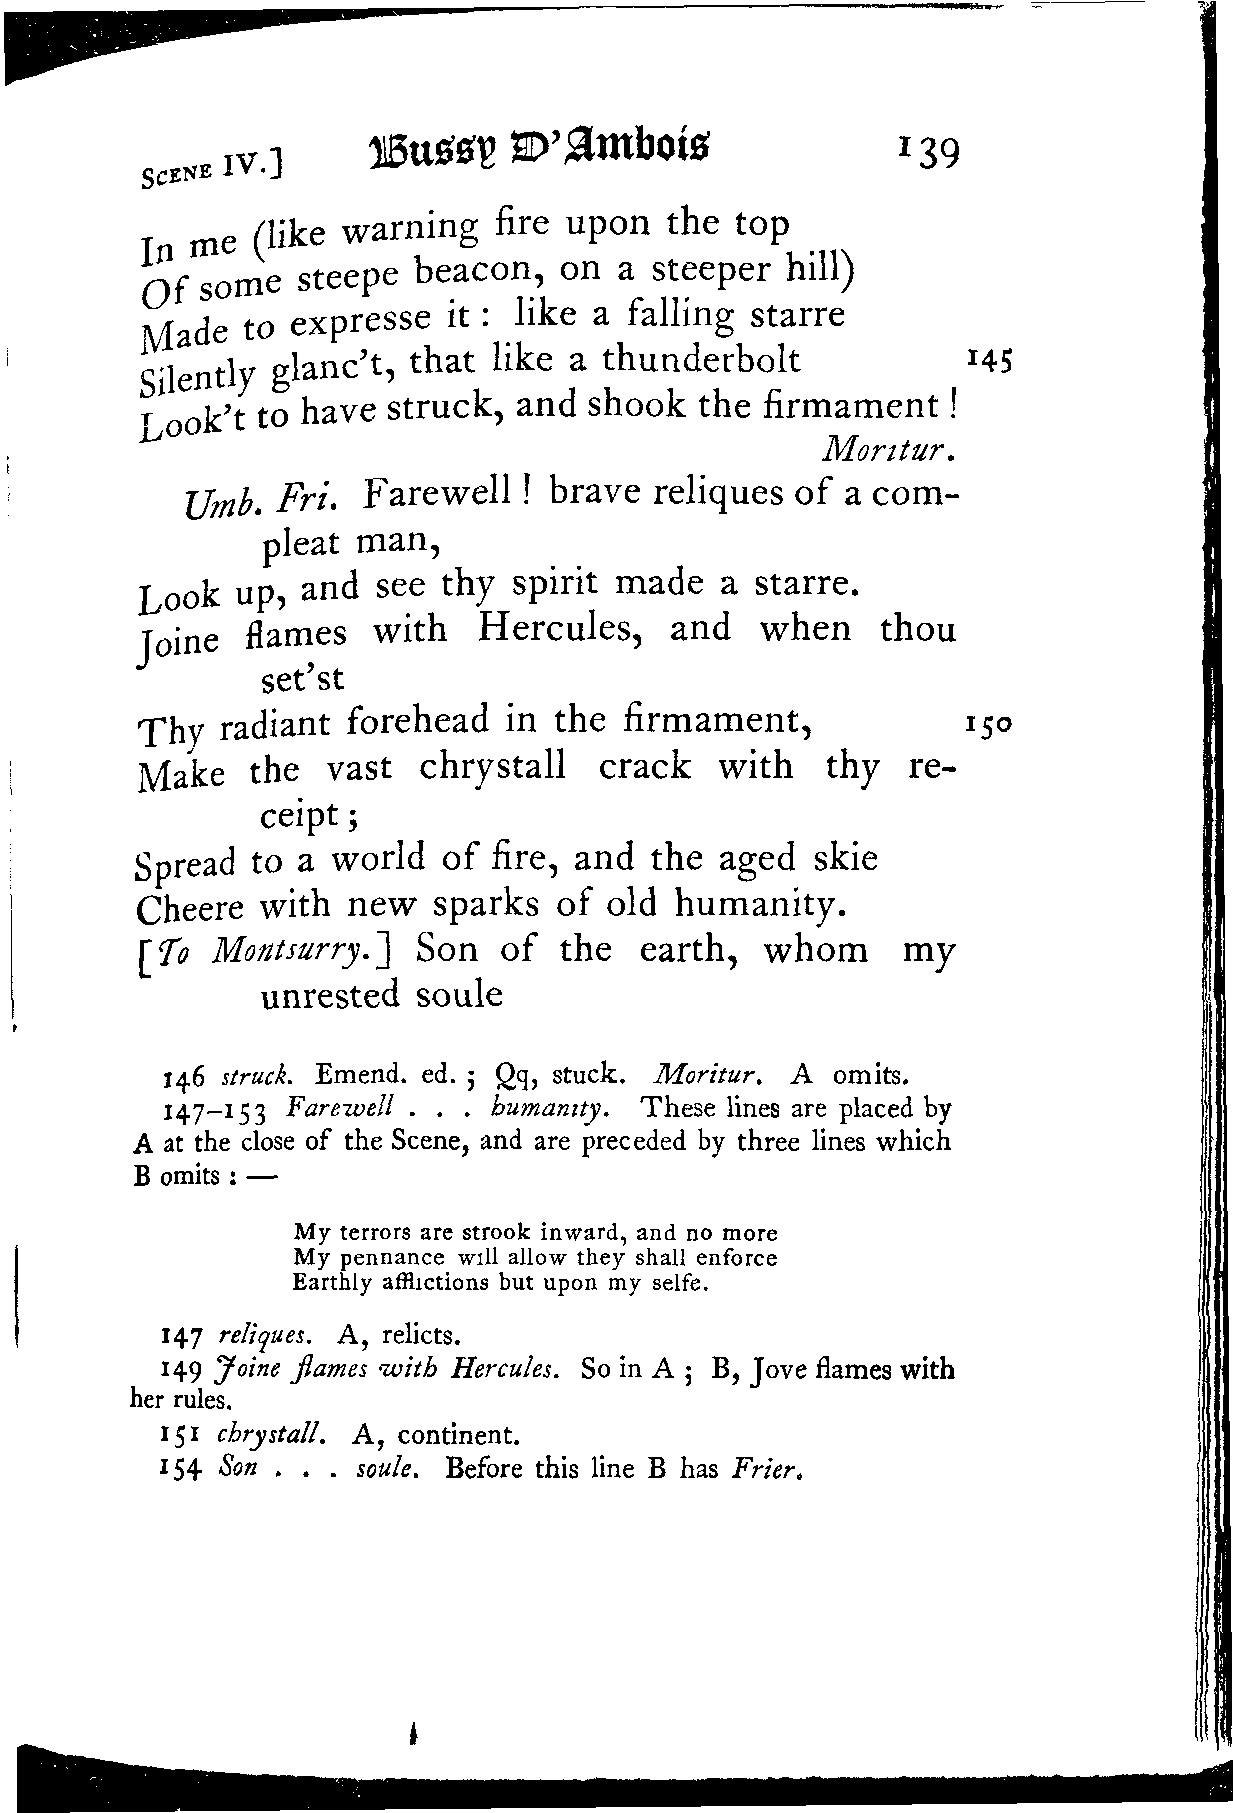 SCENE IV.] Bussy D'Ambois 139
In me (like warning fire upon the top
Of some steepe beacon, on a steeper hill)
Made to expresse it : like a falling starre
Silently glanc't, that like a thunderbolt 145
Look't to have struck, and shook the firmament !
Moritur.
Umb. Fri. Farewell ! brave reliques of a com-
pleat man,
Look up, and see thy spirit made a starre.
Joine flames with Hercules, and when thou
set'st
Thy radiant forehead in the firmament, 150
Make the vast chrystall crack with thy re-
ceipt ;
Spread to a world of fire, and the aged skie
Cheere with new sparks of old humanity.
[To Montsurry.] Son of the earth, whom my
unrested soule
146 struck. Emend. ed. ; Qq, stuck. Moritur. A omits.
147-153 Farewell . . . humanity. These lines are placed by
A at the close of the Scene, and are preceded by three lines which
B omits : —
My terrors are strook inward, and no more
My pennance will allow they shall enforce
Earthly afflictions but upon my selfe.
147 reliques. A, relicts.
149 Joine flames with Hercules. So in A ; B, Jove flames with
her rules.
151 chrystall. A, continent.
154 Son . . . soule. Before this line B has Frier.